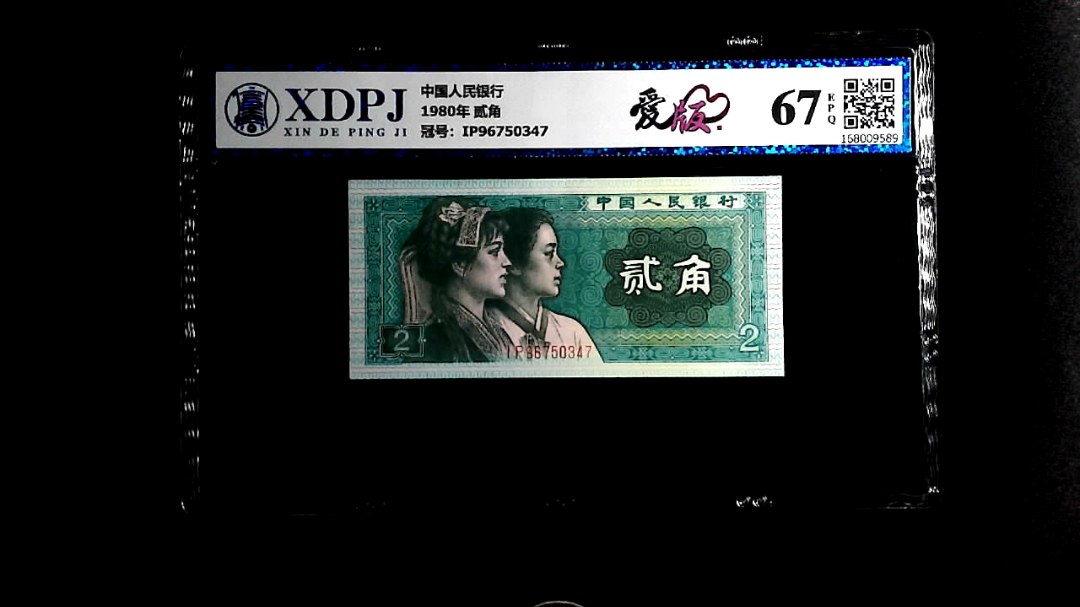 XDPJ
XIN DE PING JI
中国人民银行
1980年 贰角
冠号：IP96750347
爱版
67
EPQ
168009589
中国人民银行
贰角
2
2
IP96750347